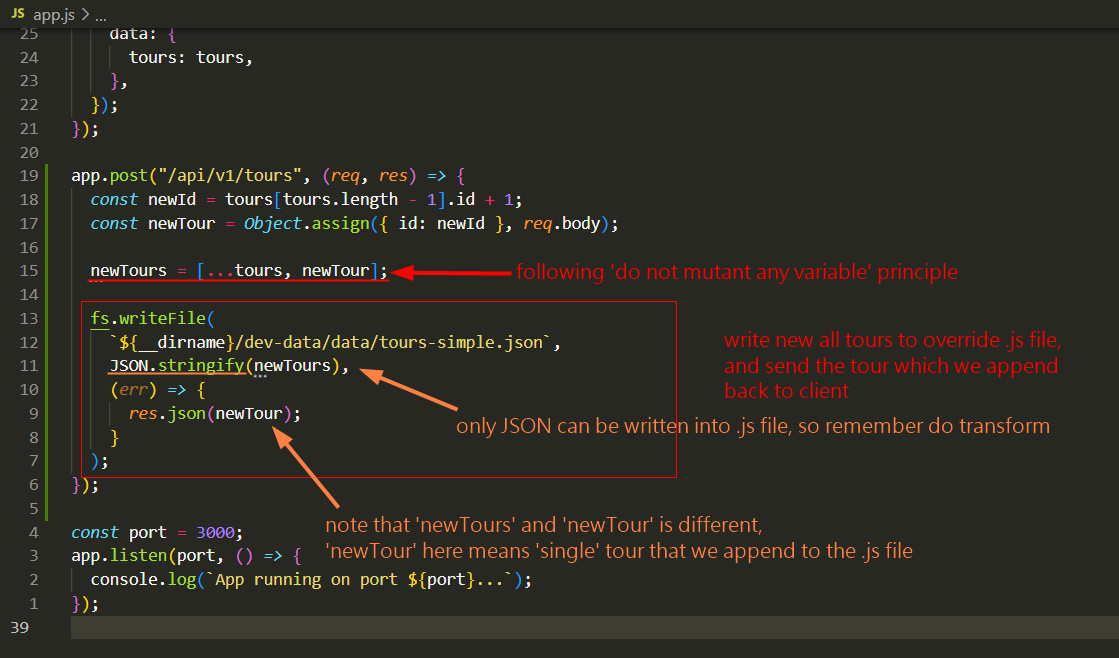 JS app.js > ...
25 data: {
24 tours: tours,
23 },
22 });
21 });
20
19 app.post("/api/v1/tours", (req, res) => {
18 const newId = tours[tours.length - 1].id + 1;
17 const newTour = Object.assign({ id: newId }, req.body);
16
15 newTours = [...tours, newTour];
following 'do not mutant any variable' principle
14
13 fs.writeFile(
12 `${__dirname}/dev-data/data/tours-simple.json`,
11 JSON.stringify(newTours),
10 (err) => {
9 res.json(newTour);
8 }
7 );
6 });
write new all tours to override .js file,
and send the tour which we append
back to client
only JSON can be written into .js file, so remember do transform
5
note that 'newTours' and 'newTour' is different,
'newTour' here means 'single' tour that we append to the .js file
4 const port = 3000;
3 app.listen(port, () => {
2 console.log(`App running on port ${port}...`);
1 });
39